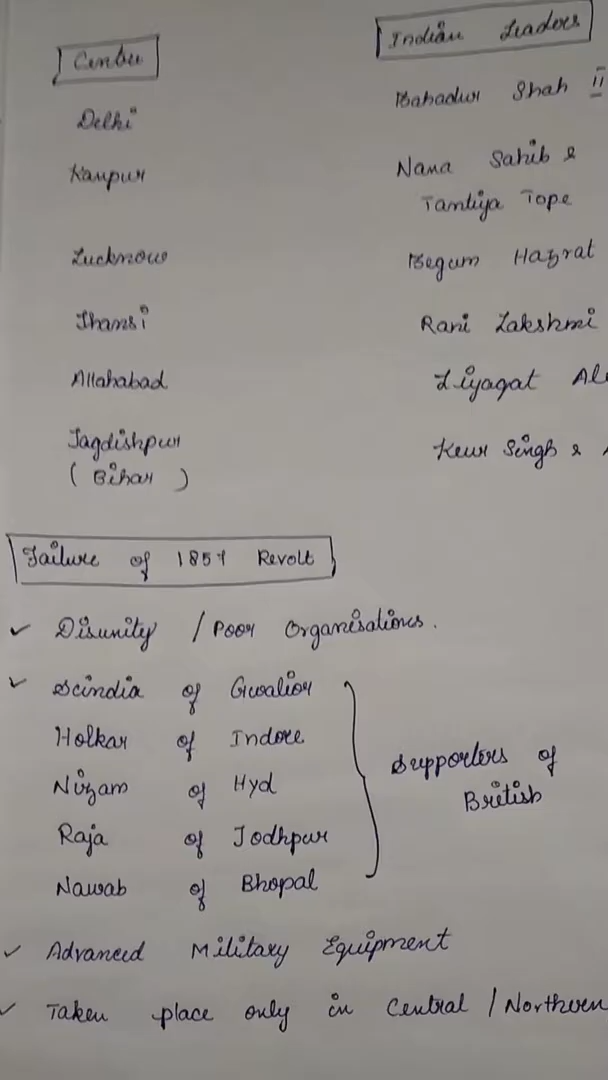 Centre
Indian Leaders
Delhi
Bahadur Shah II
Kanpur
Nana Sahib &
Tantiya Tope
Lucknow
Begum Hazrat
Jhansi
Rani Lakshmi
Allahabad
Liyaqat
Jagdishpur
(Bihar)
Singh &
Failure of 1857 Revolt
✓ Disunity / Poor Organisations.
✓ Scindia of Gwalior
Holkar of Indore
Nizam of Hyd
Raja of Jodhpur
Nawab of Bhopal
Supporters of
British
✓ Advanced Military Equipment
✓ Taken place only in Central / Northern